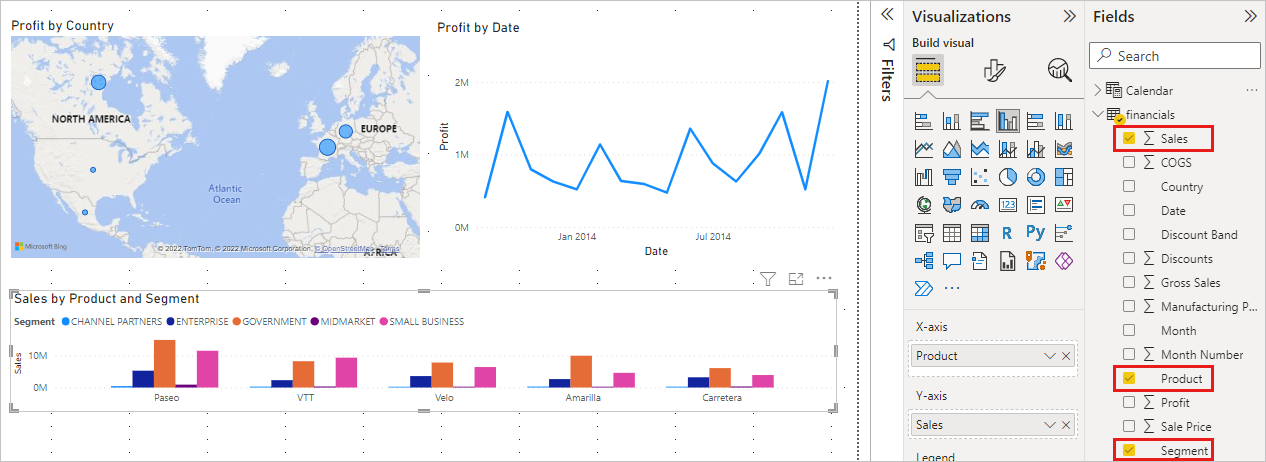 Profit by Country
NORTH AMERICA
EUROPE
Atlantic
Ocean
AFRICA
Microsoft Bing
© 2022 TomTom, © 2022 Microsoft Corporation, © OpenStreetMap Terms
Profit by Date
Profit
2M
1M
0M
Jan 2014
Jul 2014
Date
Sales by Product and Segment
Segment CHANNEL PARTNERS ENTERPRISE GOVERNMENT MIDMARKET SMALL BUSINESS
Sales
10M
0M
Paseo VTT Velo Amarilla Carretera
Filters
Visualizations
Build visual
123
R Py
X-axis
Product
Y-axis
Sales
Legend
Fields
Search
Calendar
financials
Sales
COGS
Country
Date
Discount Band
Discounts
Gross Sales
Manufacturing P...
Month
Month Number
Product
Profit
Sale Price
Segment